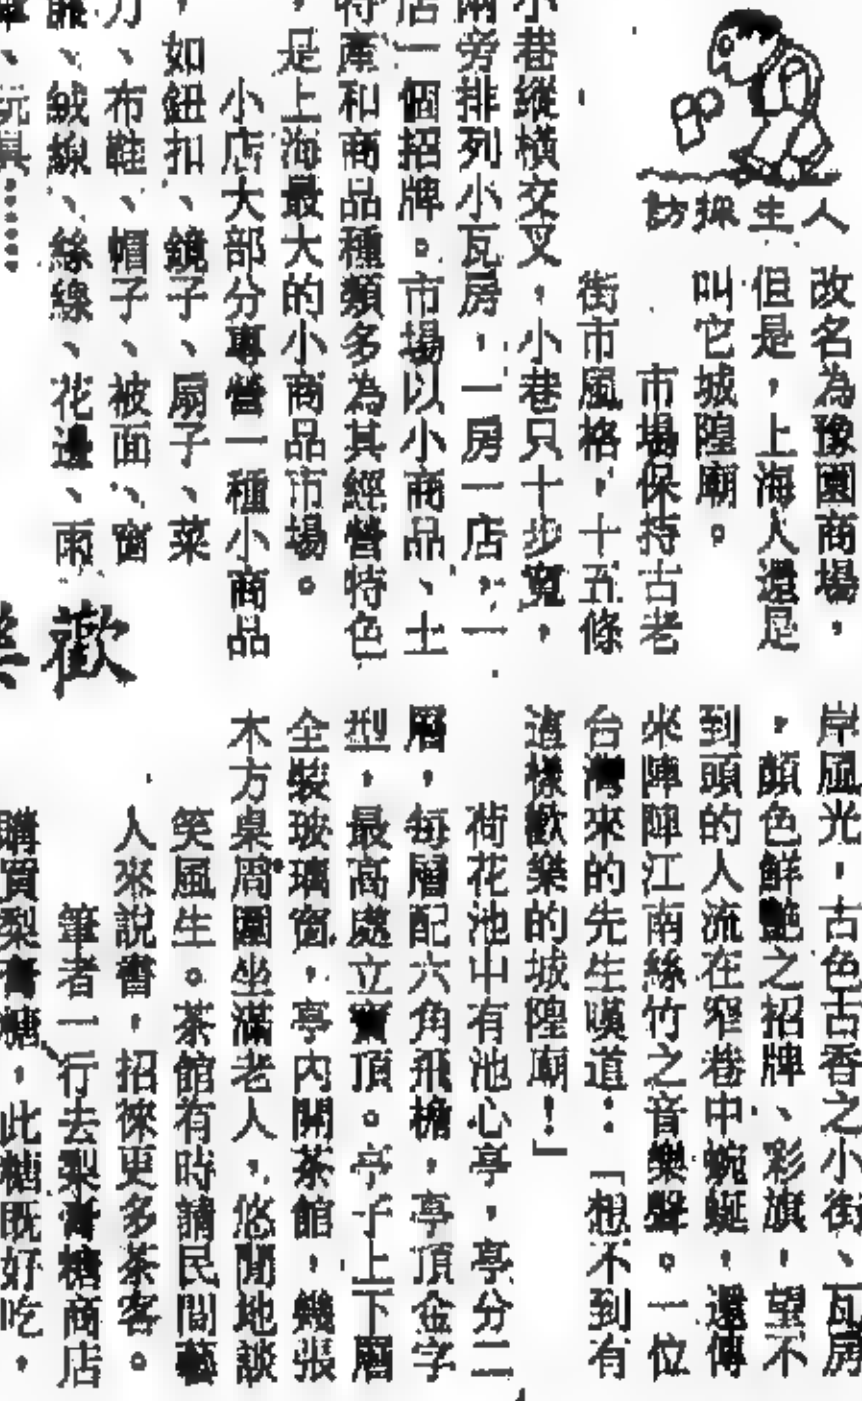 人生採訪
改名為豫園商場,
但是,上海人還是
叫它城隍廟。
市場保持古老
街市風格,十五條
小巷縱橫交叉,小巷只十步寬,
兩旁排列小瓦房,一房一店,一
店一個招牌。市場以小商品、土
特產和商品種類多為其經營特色
,是上海最大的小商品市場。
小店大部分專營一種小商品
,如鈕扣、鏡子、扇子、菜
刀、布鞋、帽子、被面、窗
絨線、絲線、花邊、雨
玩具……
歡
岸風光,古色古香之小街、瓦房
,顏色鮮艷之招牌、彩旗,望不
到頭的人流在窄巷中蜿蜒,還傳
來陣陣江南絲竹之音樂聲。一位
台灣來的先生嘆道:「想不到有
這樣歡樂的城隍廟!」
荷花池中有池心亭,亭分二
層,每層配六角飛檐,亭頂金字
型,最高處立寶頂。亭子上下層
全裝玻璃窗,亭內開茶館,幾張
木方桌周圍坐滿老人,悠閒地談
笑風生。茶館有時請民間藝
人來說書,招徠更多茶客。
筆者一行去梨膏糖商店
購買梨膏糖,此糖既好吃,